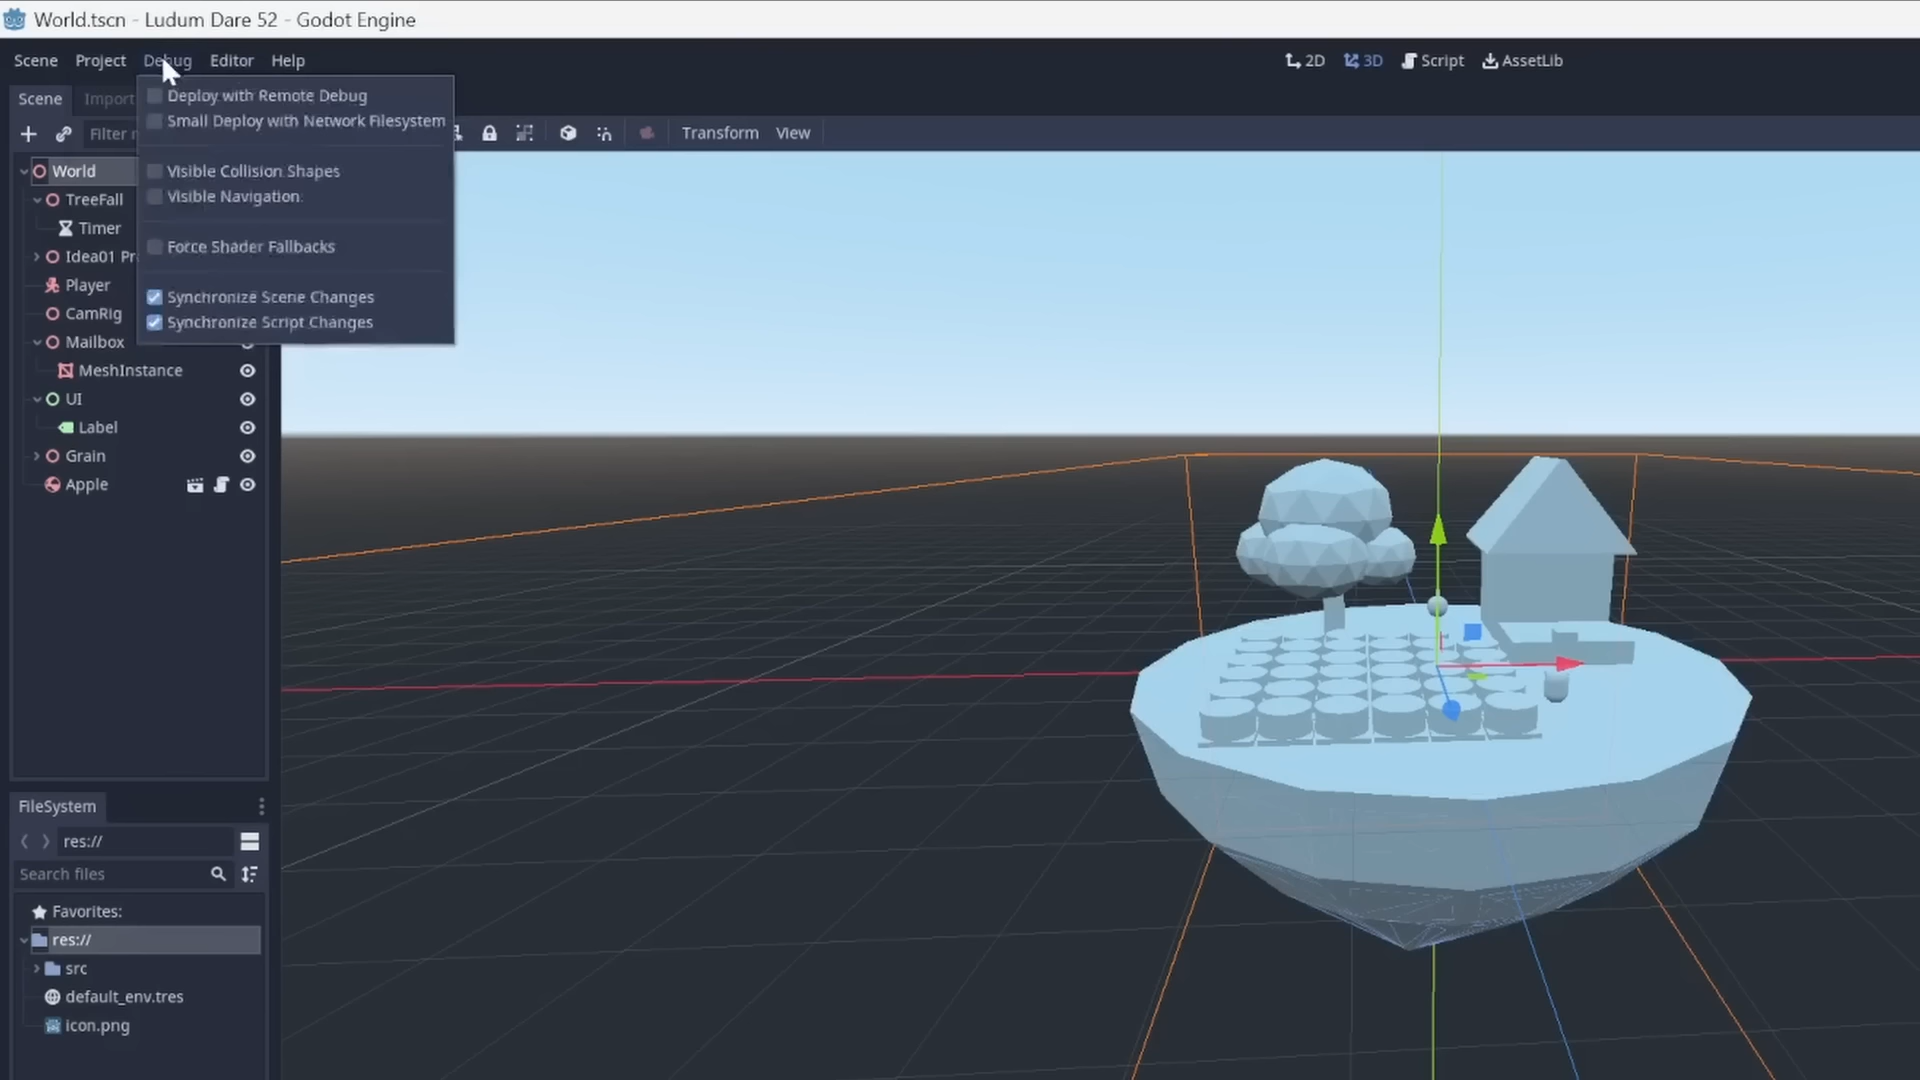 World.tscn - Ludum Dare 52 - Godot Engine
Scene Project Debug Editor Help
2D 3D Script AssetLib
Scene Import
Filter
Transform View
Deploy with Remote Debug
Small Deploy with Network Filesystem
Visible Collision Shapes
Visible Navigation
Force Shader Fallbacks
Synchronize Scene Changes
Synchronize Script Changes
World
TreeFall
Timer
Idea01
Player
CamRig
Mailbox
MeshInstance
UI
Label
Grain
Apple
FileSystem
res://
Search files
Favorites:
res://
src
default_env.tres
icon.png